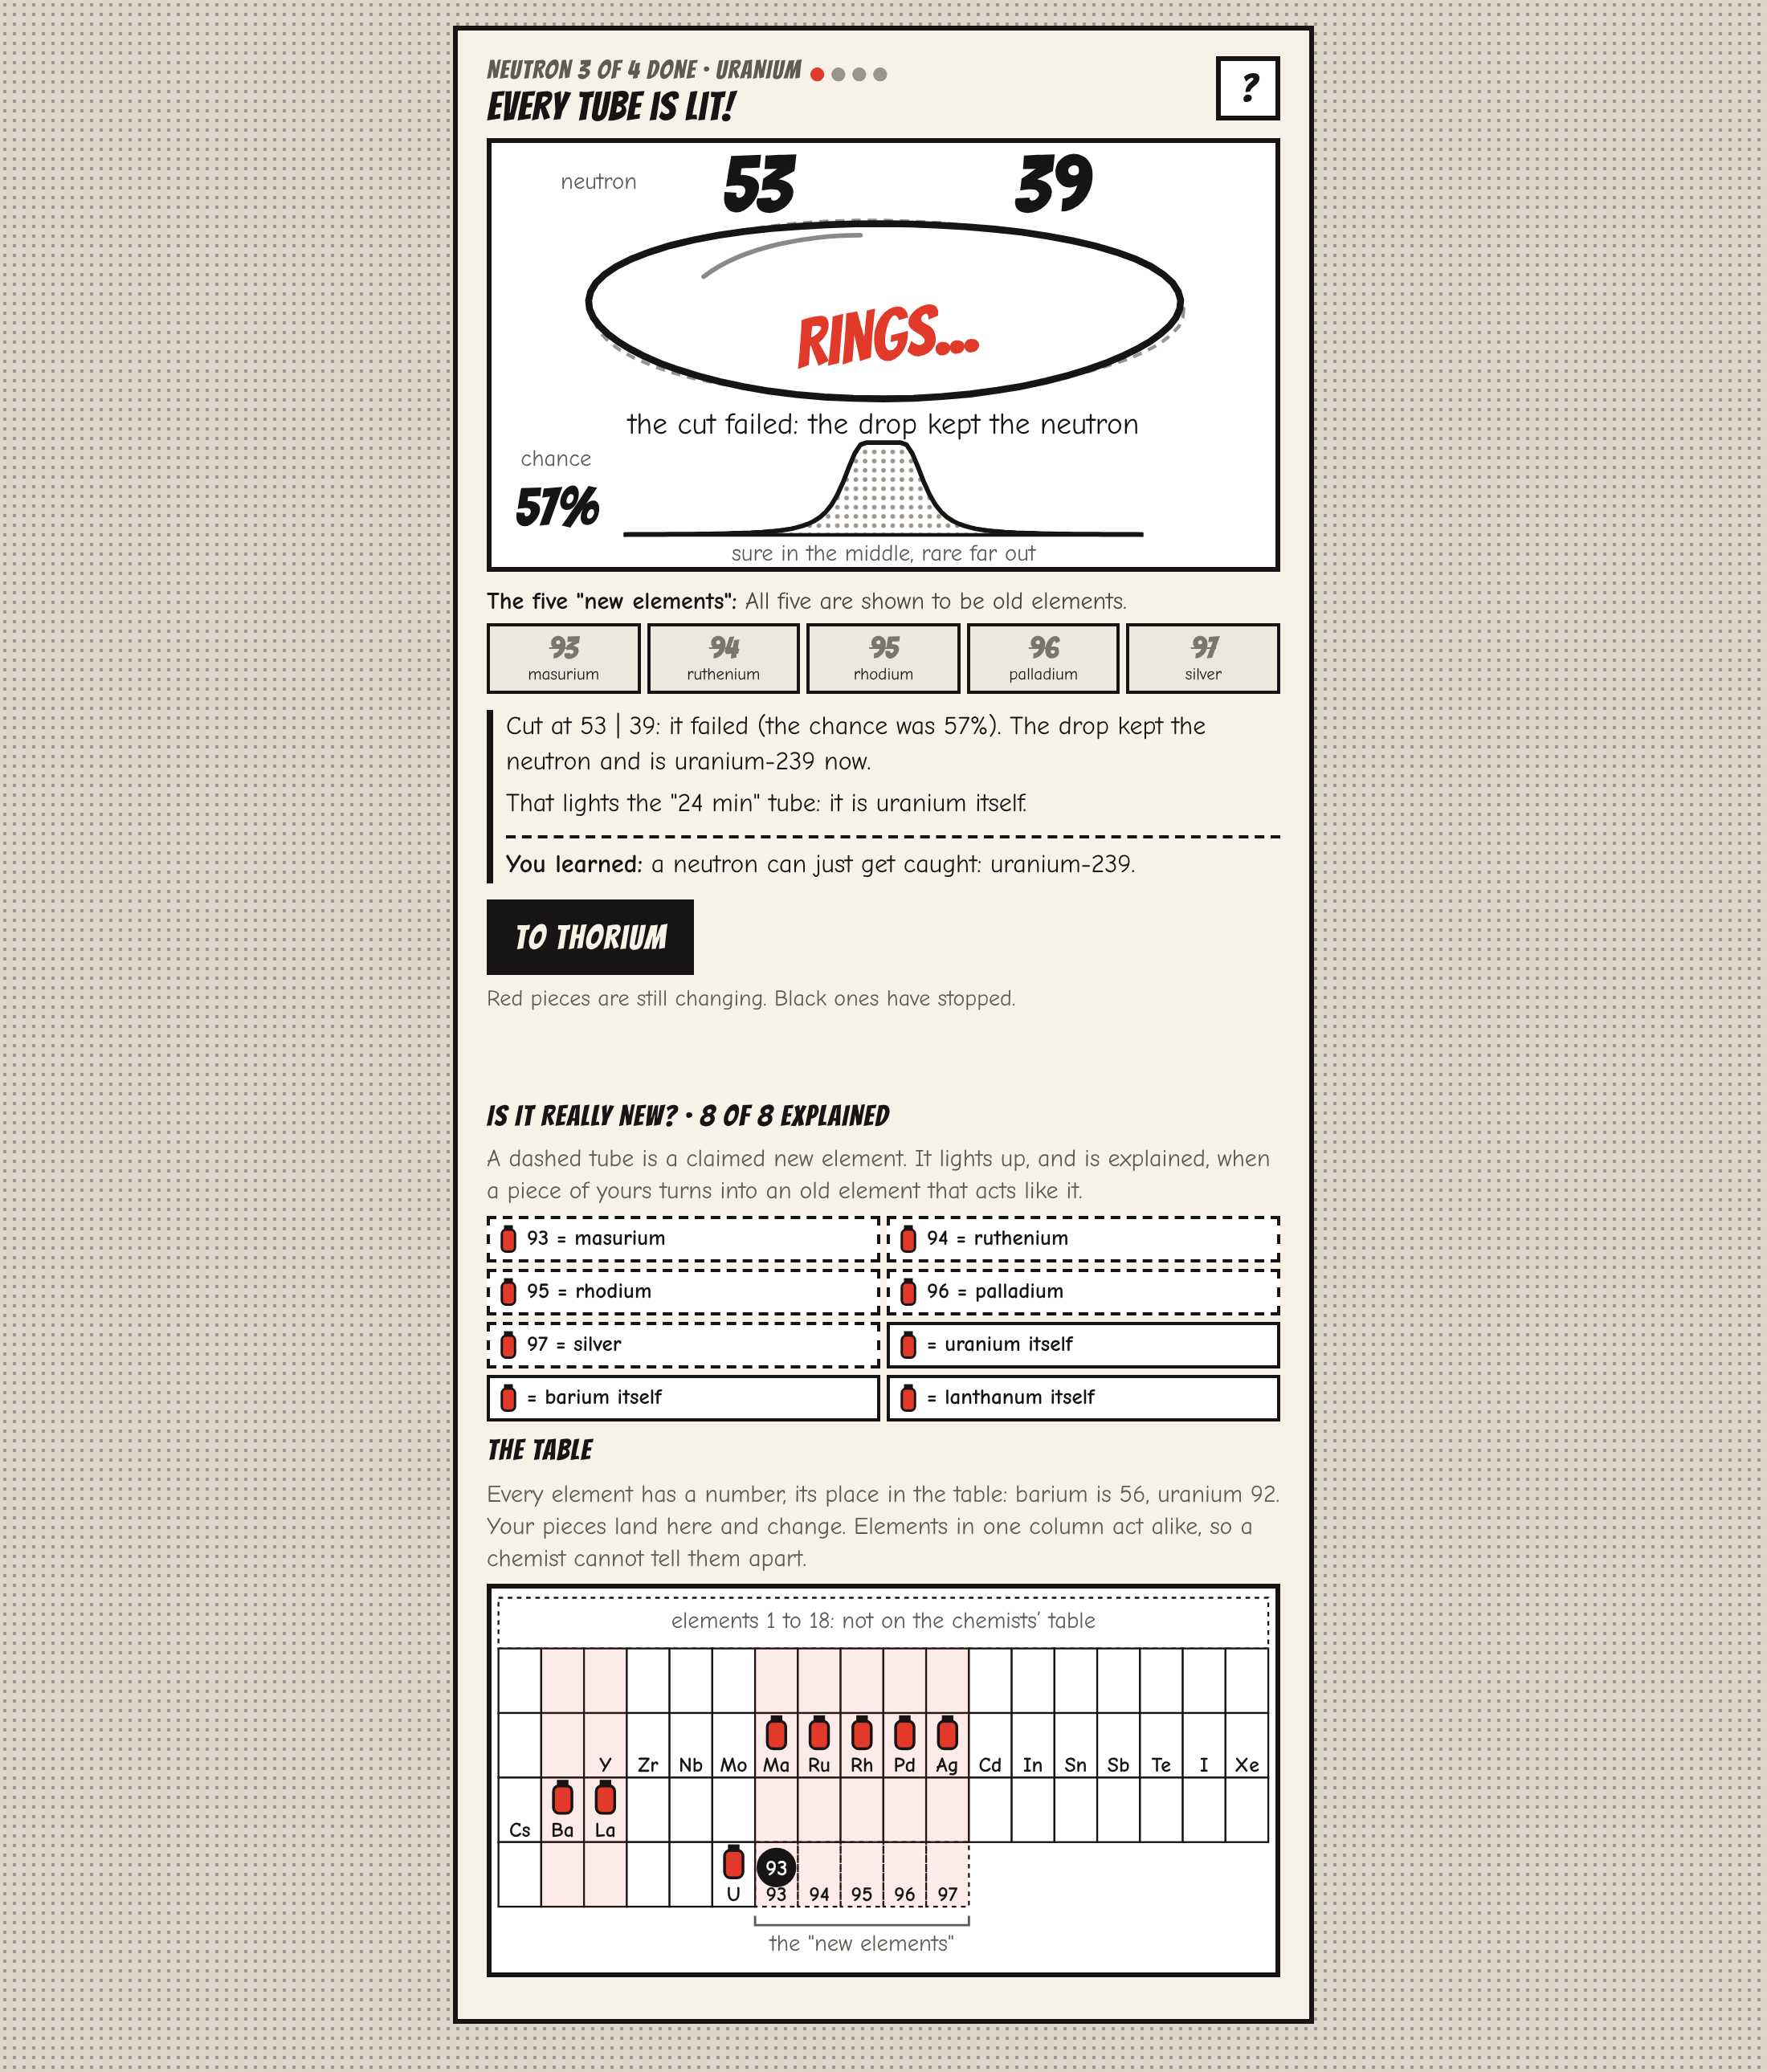 NEUTRON 3 OF 4 DONE · URANIUM
EVERY TUBE IS LIT!
?
neutron
53
39
RINGS...
the cut failed: the drop kept the neutron
chance
57%
sure in the middle, rare far out
The five "new elements": All five are shown to be old elements.
93
masurium
94
ruthenium
95
rhodium
96
palladium
97
silver
Cut at 53 | 39: it failed (the chance was 57%). The drop kept the
neutron and is uranium-239 now.
That lights the "24 min" tube: it is uranium itself.
You learned: a neutron can just get caught: uranium-239.
TO THORIUM
Red pieces are still changing. Black ones have stopped.
IS IT REALLY NEW? · 8 OF 8 EXPLAINED
A dashed tube is a claimed new element. It lights up, and is explained, when
a piece of yours turns into an old element that acts like it.
93 = masurium
94 = ruthenium
95 = rhodium
96 = palladium
97 = silver
= uranium itself
= barium itself
= lanthanum itself
THE TABLE
Every element has a number, its place in the table: barium is 56, uranium 92.
Your pieces land here and change. Elements in one column act alike, so a
chemist cannot tell them apart.
elements 1 to 18: not on the chemists' table
Y Zr Nb Mo Ma Ru Rh Pd Ag Cd In Sn Sb Te I Xe
Cs Ba La
93
U 93 94 95 96 97
the "new elements"